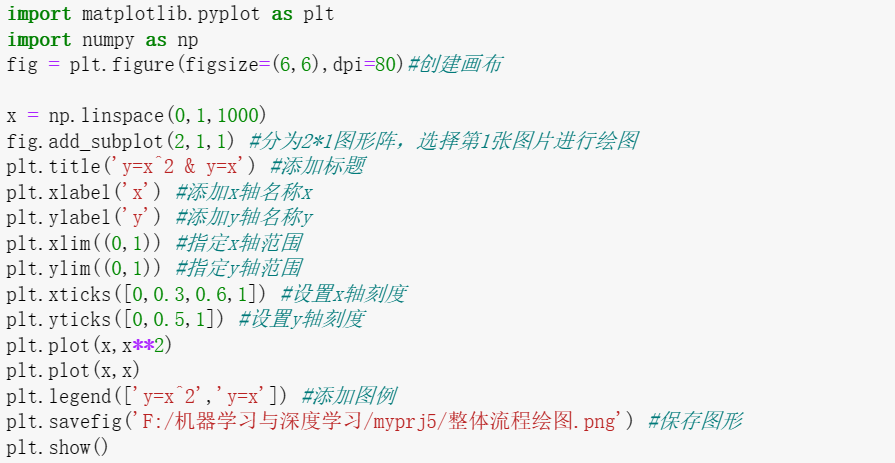 import matplotlib.pyplot as plt
import numpy as np
fig = plt.figure(figsize=(6,6),dpi=80)#创建画布
x = np.linspace(0,1,1000)
fig.add_subplot(2,1,1) #分为2*1图形阵，选择第1张图片进行绘图
plt.title('y=x^2 & y=x') #添加标题
plt.xlabel('x') #添加x轴名称x
plt.ylabel('y') #添加y轴名称y
plt.xlim((0,1)) #指定x轴范围
plt.ylim((0,1)) #指定y轴范围
plt.xticks([0,0.3,0.6,1]) #设置x轴刻度
plt.yticks([0,0.5,1]) #设置y轴刻度
plt.plot(x,x**2)
plt.plot(x,x)
plt.legend(['y=x^2','y=x']) #添加图例
plt.savefig('F:/机器学习与深度学习/myprj5/整体流程绘图.png') #保存图形
plt.show()